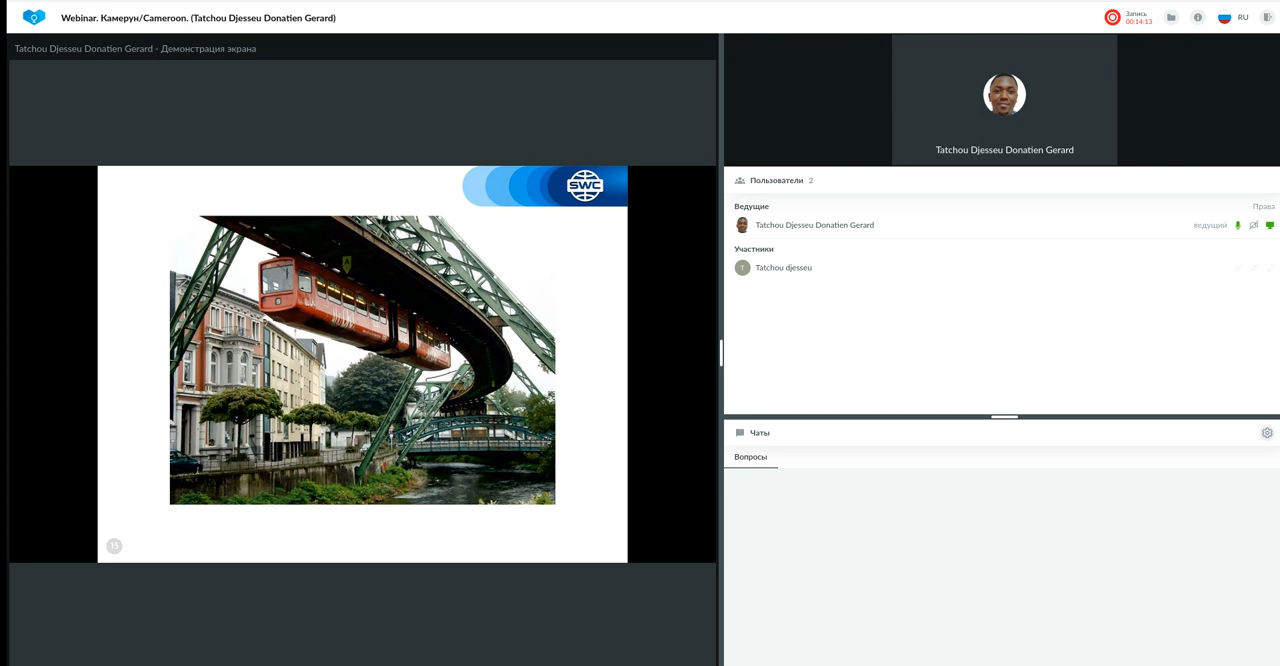 Webinar. Камерун/Cameroon. (Tatchou Djesseu Donatien Gerard)
Запись
00:14:13
RU
Tatchou Djesseu Donatien Gerard - Демонстрация экрана
SWC
A
15
Tatchou Djesseu Donatien Gerard
Пользователи 2
Ведущие Права
Tatchou Djesseu Donatien Gerard ведущий
Участники
T Tatchou djesseu
Чаты
Вопросы